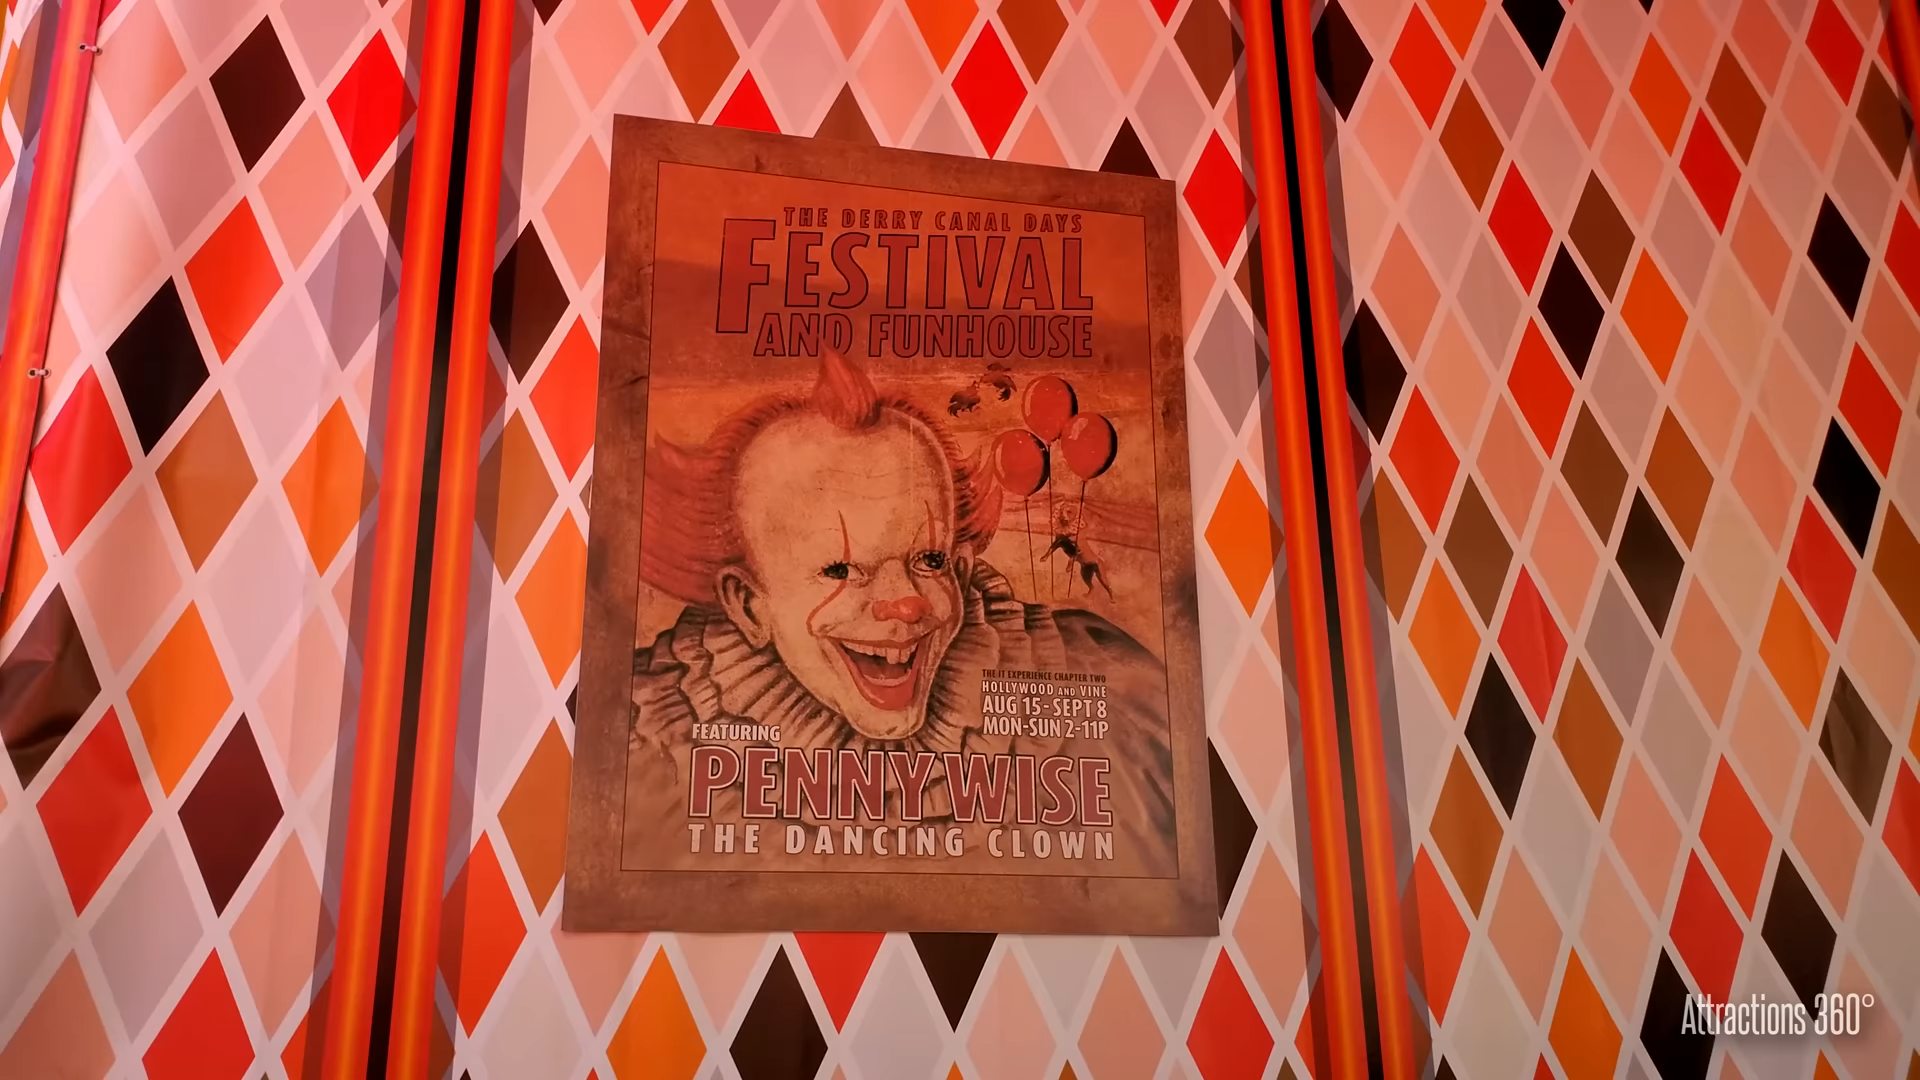 THE DERRY CANAL DAYS
FESTIVAL
AND FUNHOUSE
THE IT EXPERIENCE CHAPTER TWO
HOLLYWOOD AND VINE
AUG 15-SEPT 8
MON-SUN 2-11P
FEATURING
PENNYWISE
THE DANCING CLOWN
Attractions 360°